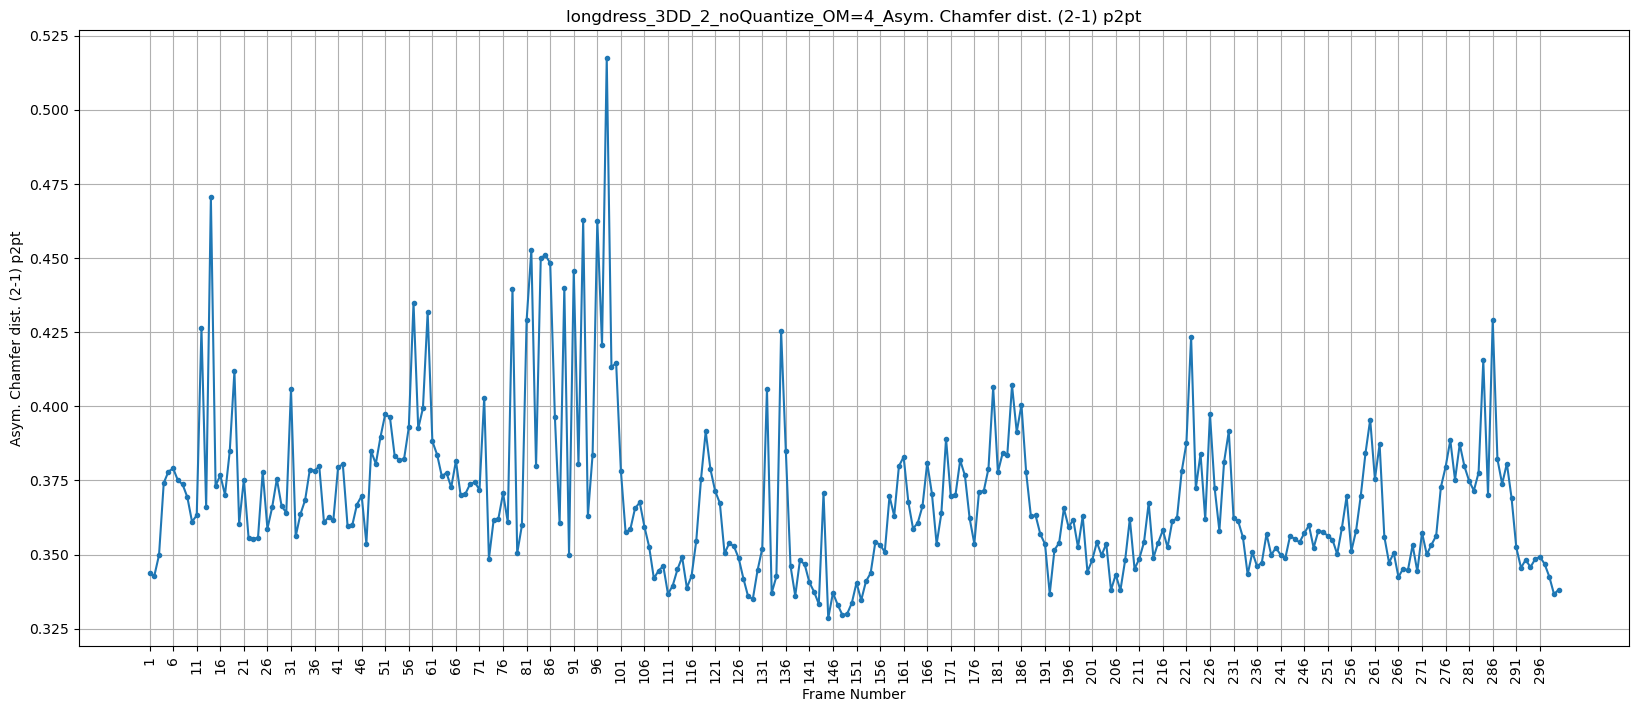 longdress_3DD_2_noQuantize_OM=4_Asym. Chamfer dist. (2-1) p2pt
Asym. Chamfer dist. (2-1) p2pt
0.525
0.500
0.475
0.450
0.425
0.400
0.375
0.350
0.325
1 6 11 16 21 26 31 36 41 46 51 56 61 66 71 76 81 86 91 96 101 106 111 116 121 126 131 136 141 146 151 156 161 166 171 176 181 186 191 196 201 206 211 216 221 226 231 236 241 246 251 256 261 266 271 276 281 286 291 296
Frame Number